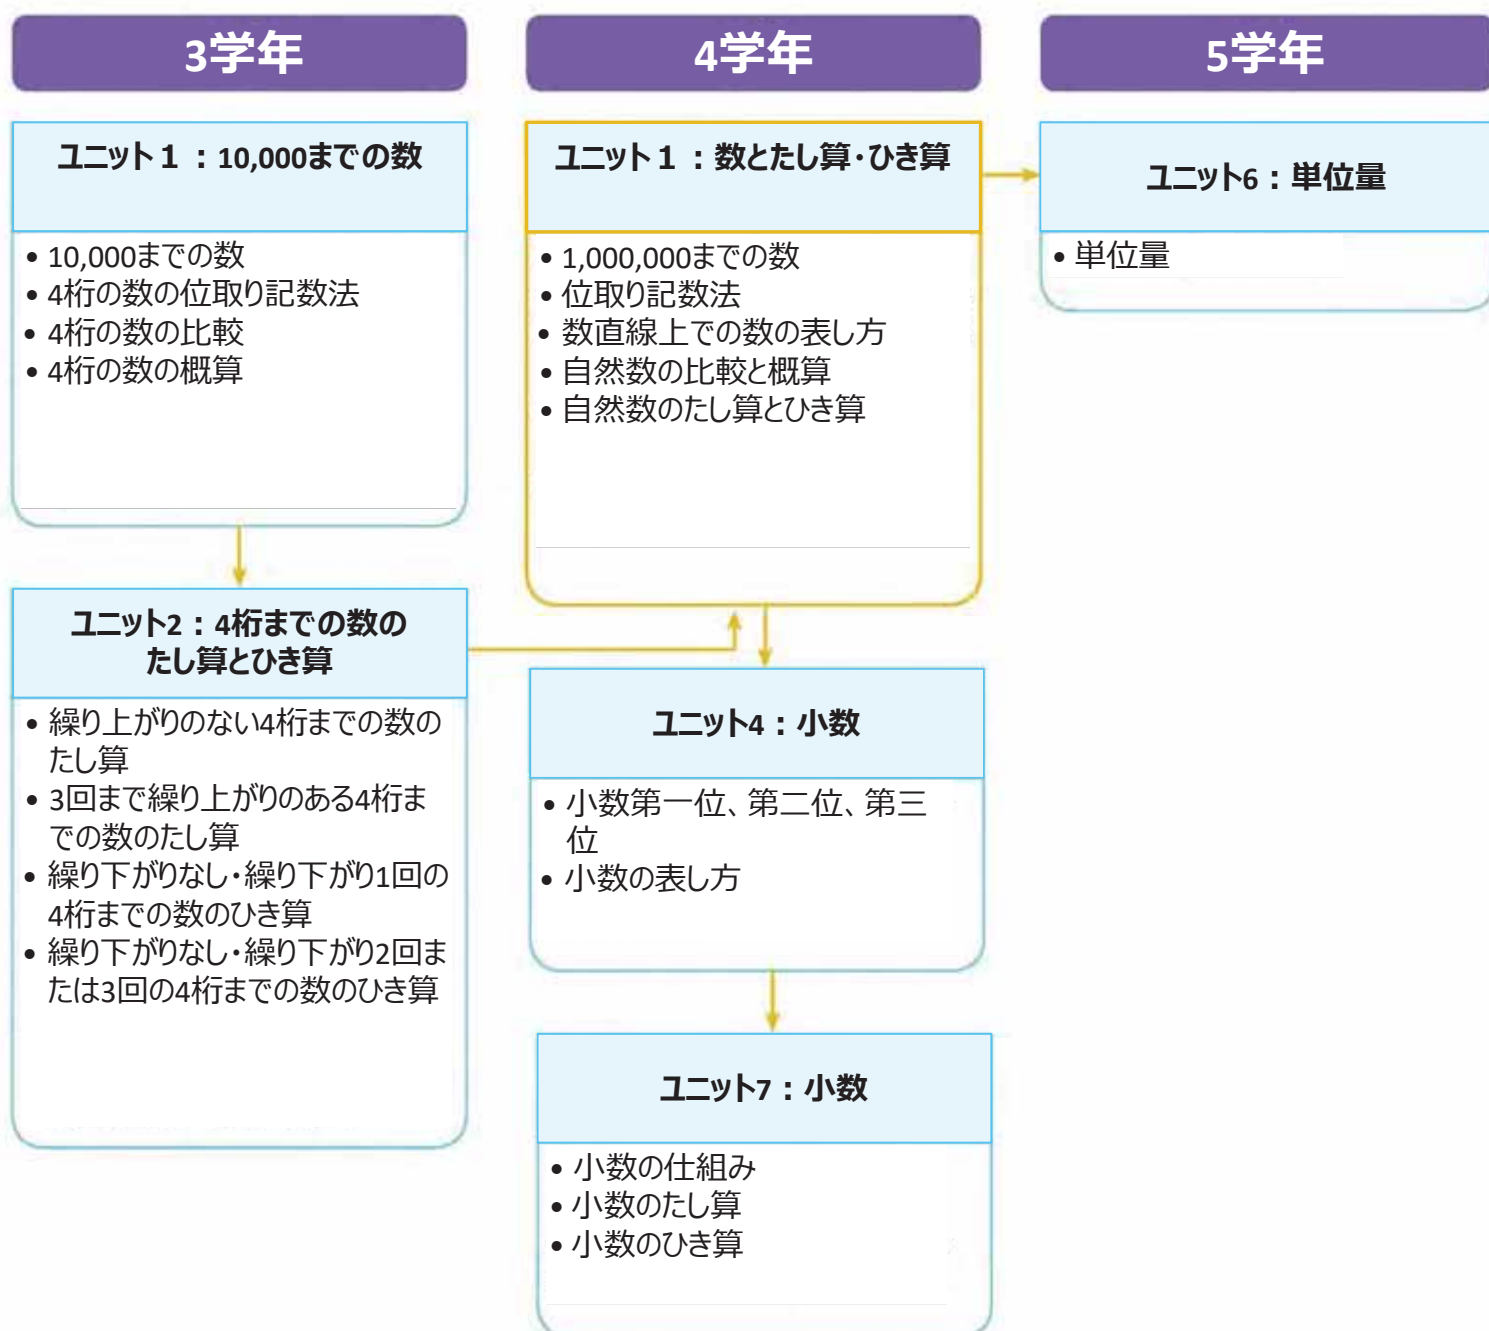 3学年
ユニット１：10,000までの数
• 10,000までの数
• 4桁の数の位取り記数法
• 4桁の数の比較
• 4桁の数の概算
ユニット2：4桁までの数の
たし算とひき算
• 繰り上がりのない4桁までの数の
たし算
• 3回まで繰り上がりのある4桁ま
での数のたし算
• 繰り下がりなし・繰り下がり1回の
4桁までの数のひき算
• 繰り下がりなし・繰り下がり2回ま
たは3回の4桁までの数のひき算
4学年
ユニット１：数とたし算・ひき算
• 1,000,000までの数
• 位取り記数法
• 数直線上での数の表し方
• 自然数の比較と概算
• 自然数のたし算とひき算
ユニット4：小数
• 小数第一位、第二位、第三
位
• 小数の表し方
ユニット7：小数
• 小数の仕組み
• 小数のたし算
• 小数のひき算
5学年
ユニット6：単位量
• 単位量